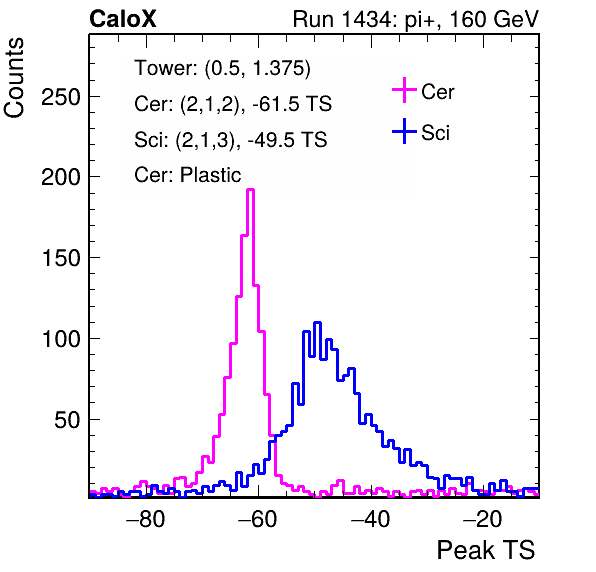 CaloX Run 1434: pi+, 160 GeV
Counts
Tower: (0.5, 1.375)
Cer: (2,1,2), -61.5 TS
Sci: (2,1,3), -49.5 TS
Cer: Plastic
Cer
Sci
250
200
150
100
50
−80 −60 −40 −20
Peak TS